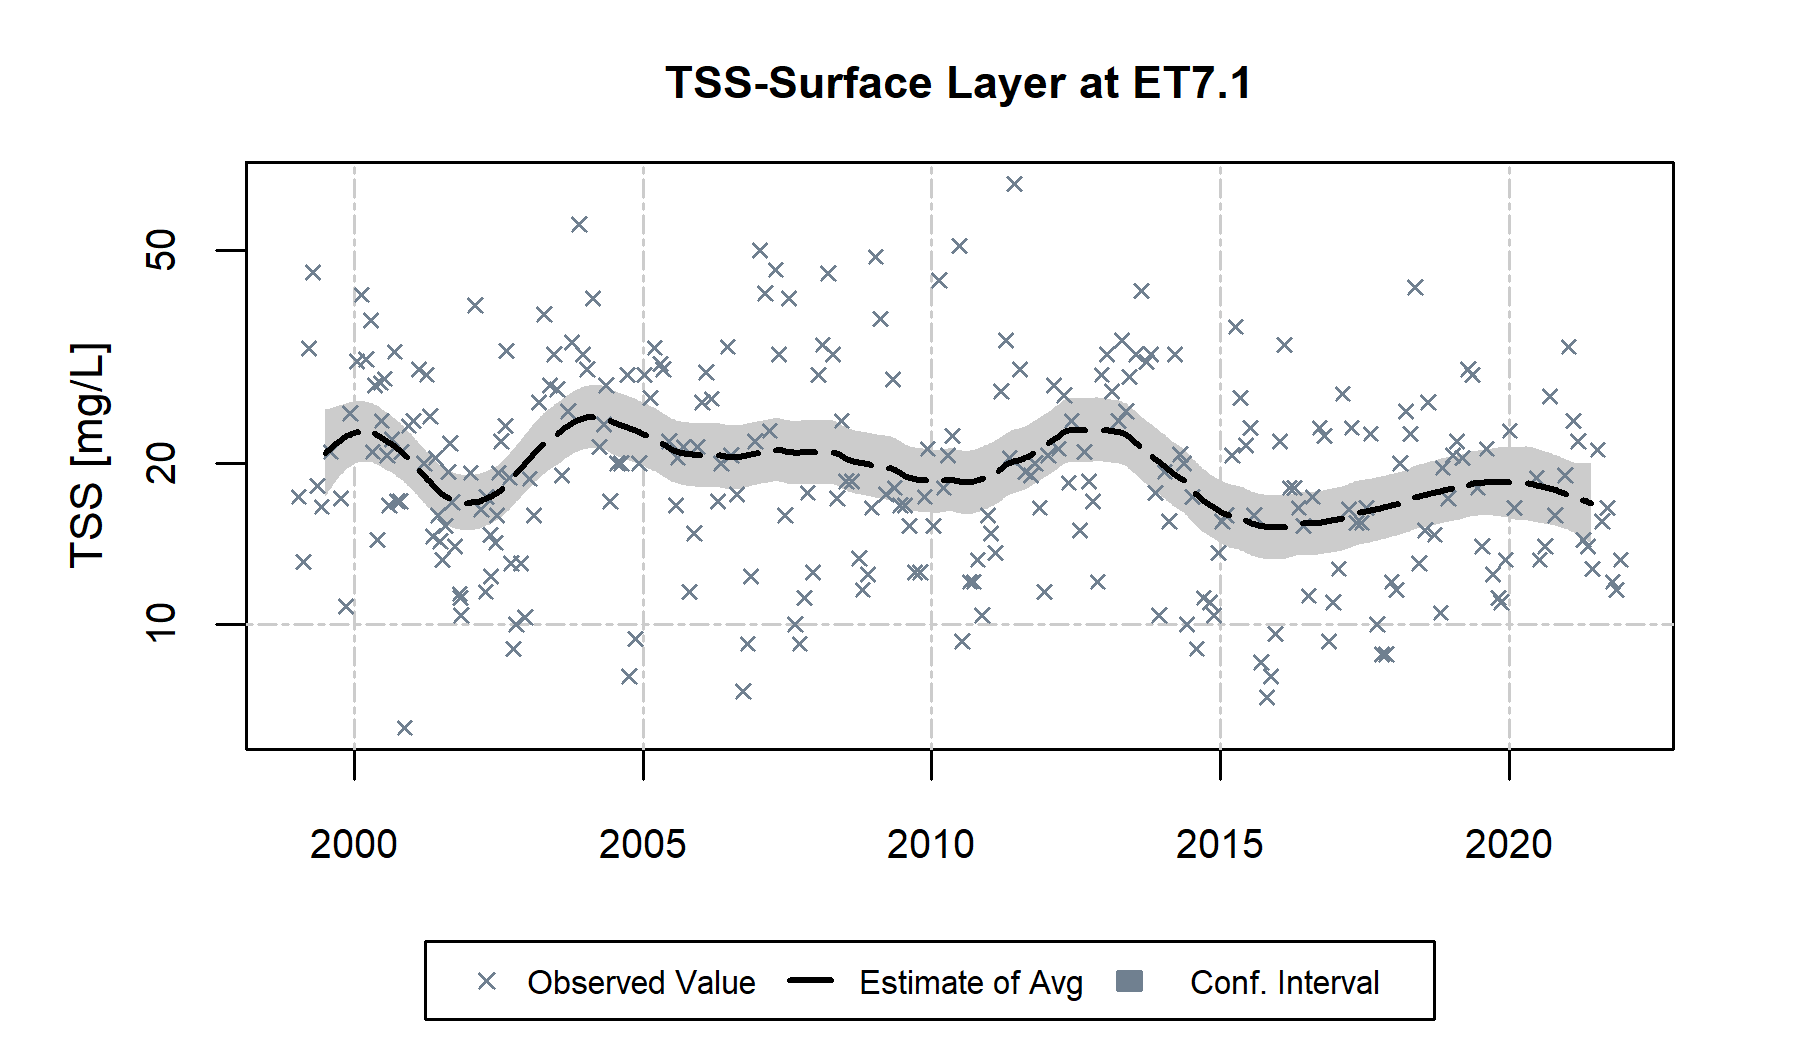 TSS-Surface Layer at ET7.1
TSS [mg/L]
50
20
10
2000 2005 2010 2015 2020
Observed Value Estimate of Avg Conf. Interval